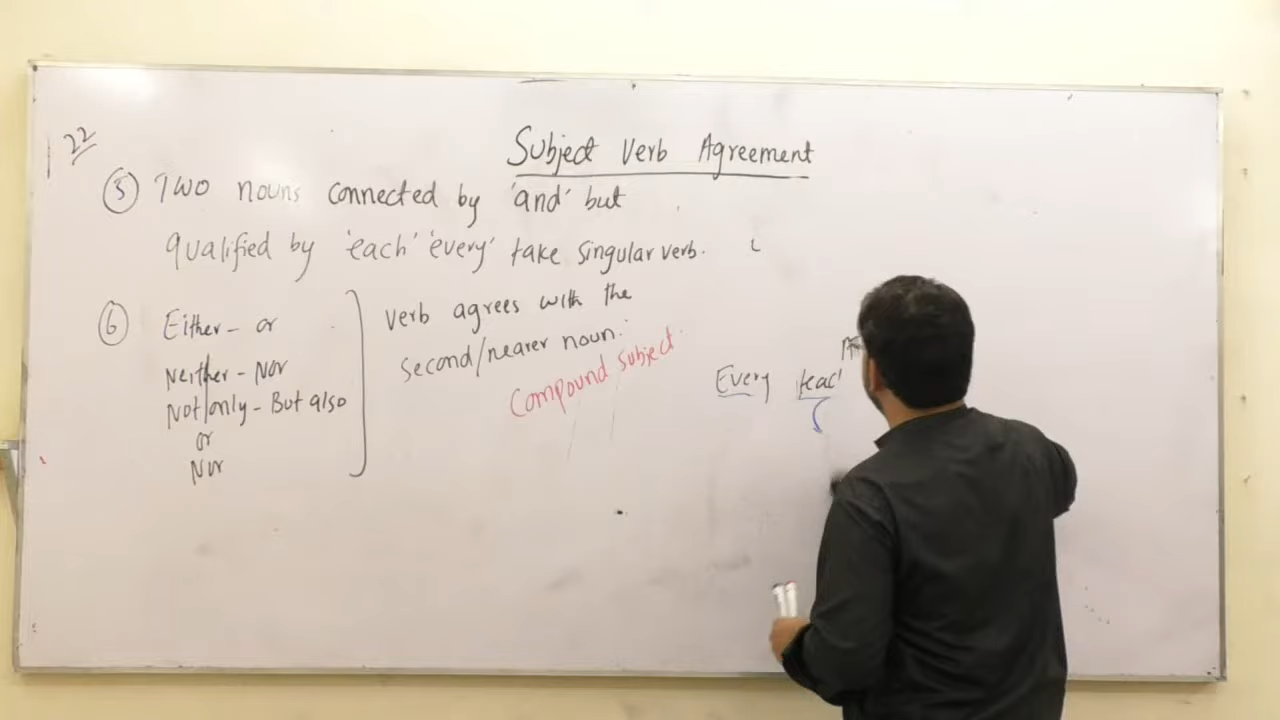 22
Subject Verb Agreement
⑤ Two nouns connected by 'and' but
qualified by 'each' 'every' take singular verb.
⑥ Either - or
Neither - Nor
Not only - But also
or
Nor
verb agrees with the
second/nearer noun.
Compound subject.
Every